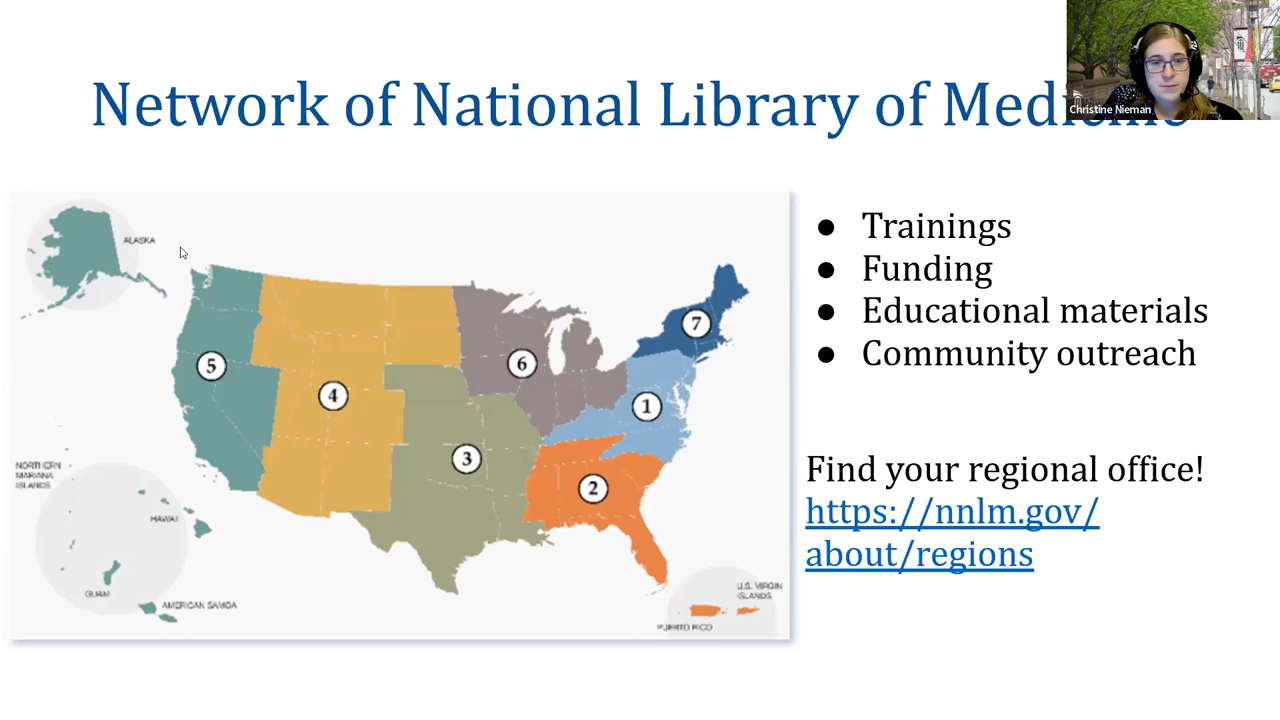 Network of National Library of Medicine
Christine Nieman
ALASKA
NORTHERN
MARIANA
ISLANDS
HAWAII
GUAM
AMERICAN SAMOA
U.S. VIRGIN
ISLANDS
PUERTO RICO
5
4
3
6
7
1
2
● Trainings
● Funding
● Educational materials
● Community outreach
Find your regional office!
https://nnlm.gov/
about/regions